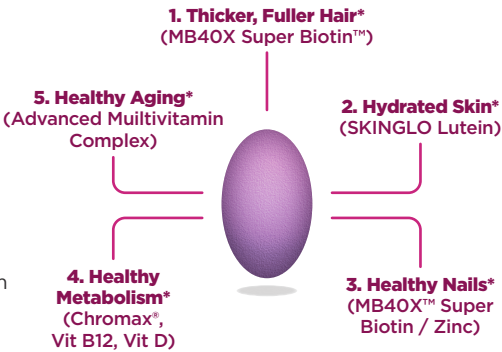 1. Thicker, Fuller Hair*
(MB40X Super Biotin™)
5. Healthy Aging*
(Advanced Muiltivitamin
Complex)
2. Hydrated Skin*
(SKINGLO Lutein)
4. Healthy
Metabolism*
(Chromax®,
Vit B12, Vit D)
3. Healthy Nails*
(MB40X™ Super
Biotin / Zinc)